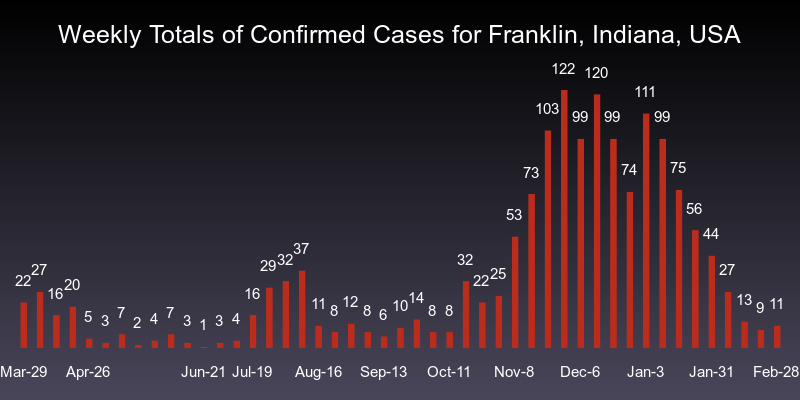 Weekly Totals of Confirmed Cases for Franklin, Indiana, USA
22 27 16 20 5 3 7 2 4 7 3 1 3 4 16 29 32 37 11 8 12 8 6 10 14 8 8 32 22 25 53 73 103 122 99 120 99 74 111 99 75 56 44 27 13 9 11
Mar-29 Apr-26 Jun-21 Jul-19 Aug-16 Sep-13 Oct-11 Nov-8 Dec-6 Jan-3 Jan-31 Feb-28